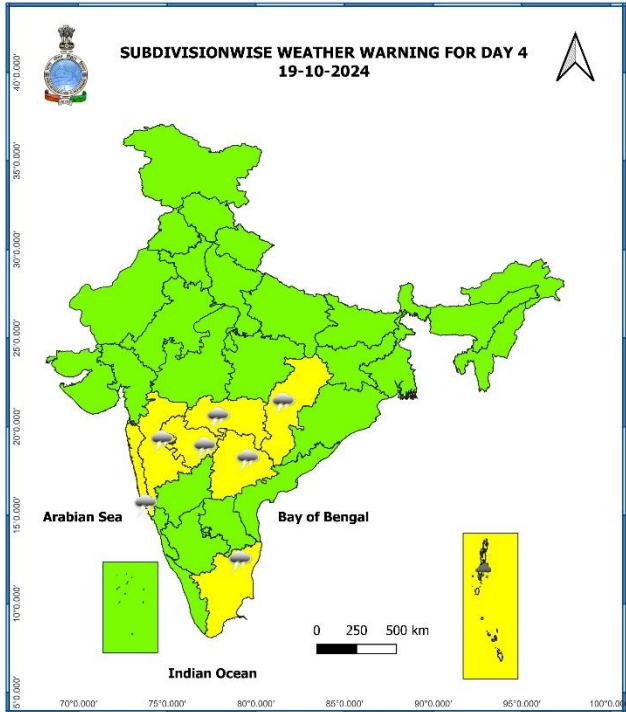 SUBDIVISIONWISE WEATHER WARNING FOR DAY 4
19-10-2024
40°0.000'
35°0.000'
30°0.000'
25°0.000'
20°0.000'
15°0.000'
10°0.000'
5°0.000'
Arabian Sea
Bay of Bengal
0 250 500 km
Indian Ocean
70°0.000' 75°0.000' 80°0.000' 85°0.000' 90°0.000' 95°0.000' 100°0.000'